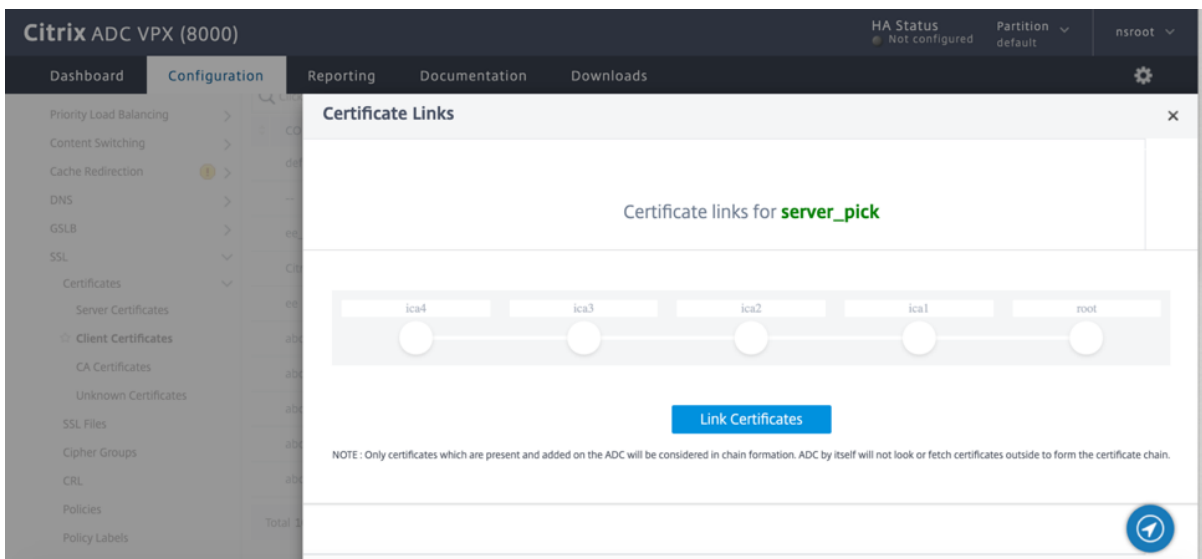 Citrix ADC VPX (8000)
HA Status
Not configured
Partition
default
nsroot
Dashboard
Configuration
Reporting
Documentation
Downloads
Priority Load Balancing
Content Switching
Cache Redirection
DNS
GSLB
SSL
Certificates
Server Certificates
Client Certificates
CA Certificates
Unknown Certificates
SSL Files
Cipher Groups
CRL
Policies
Policy Labels
Total
Certificate Links
Certificate links for server_pick
ica4 ica3 ica2 ica1 root
Link Certificates
NOTE : Only certificates which are present and added on the ADC will be considered in chain formation. ADC by itself will not look or fetch certificates outside to form the certificate chain.